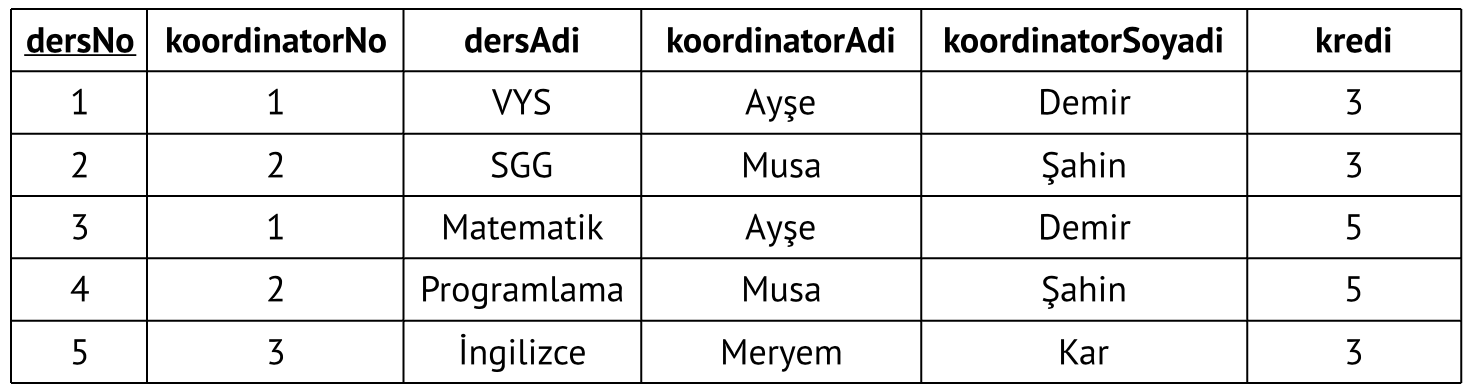 dersNo koordinatorNo dersAdi koordinatorAdi koordinatorSoyadi kredi
1 1 VYS Ayşe Demir 3
2 2 SGG Musa Şahin 3
3 1 Matematik Ayşe Demir 5
4 2 Programlama Musa Şahin 5
5 3 İngilizce Meryem Kar 3